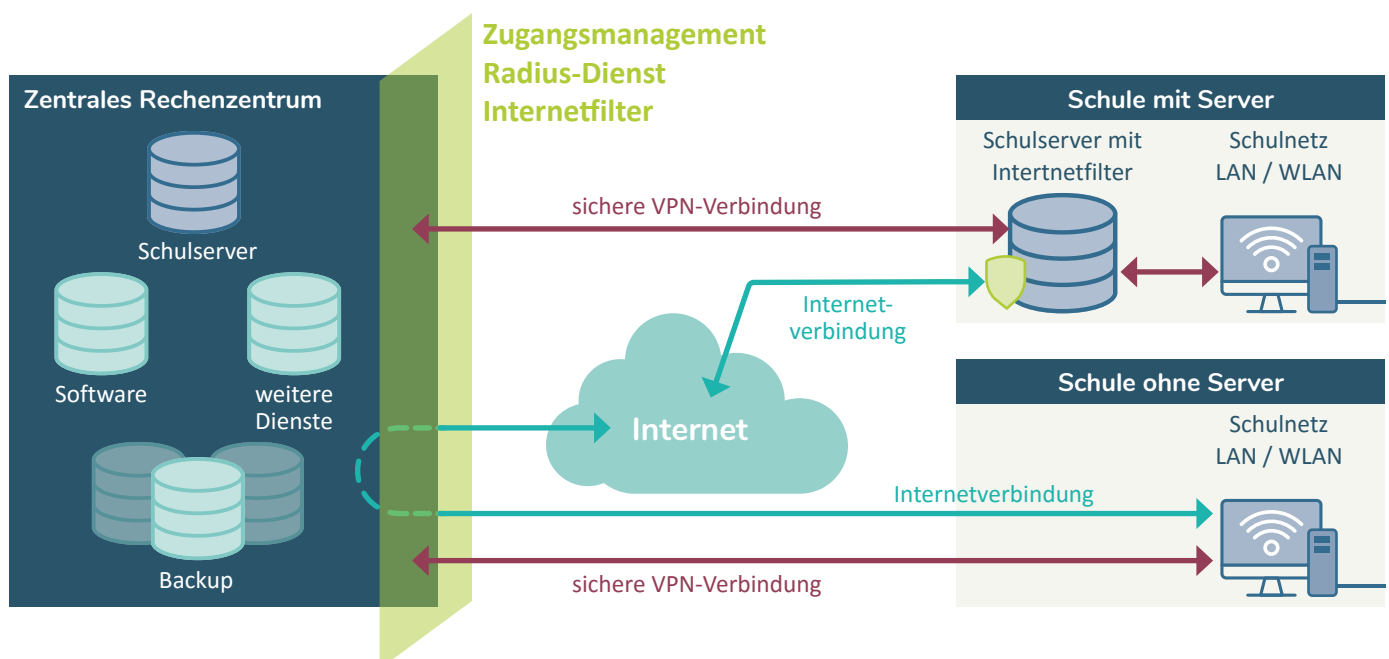 Zugangsmanagement
Radius-Dienst
Internetfilter
Zentrales Rechenzentrum
Schulserver
Software
weitere
Dienste
Backup
sichere VPN-Verbindung
Internet-
verbindung
Internet
Internetverbindung
sichere VPN-Verbindung
Schule mit Server
Schulserver mit
Intertnetfilter
Schulnetz
LAN / WLAN
Schule ohne Server
Schulnetz
LAN / WLAN